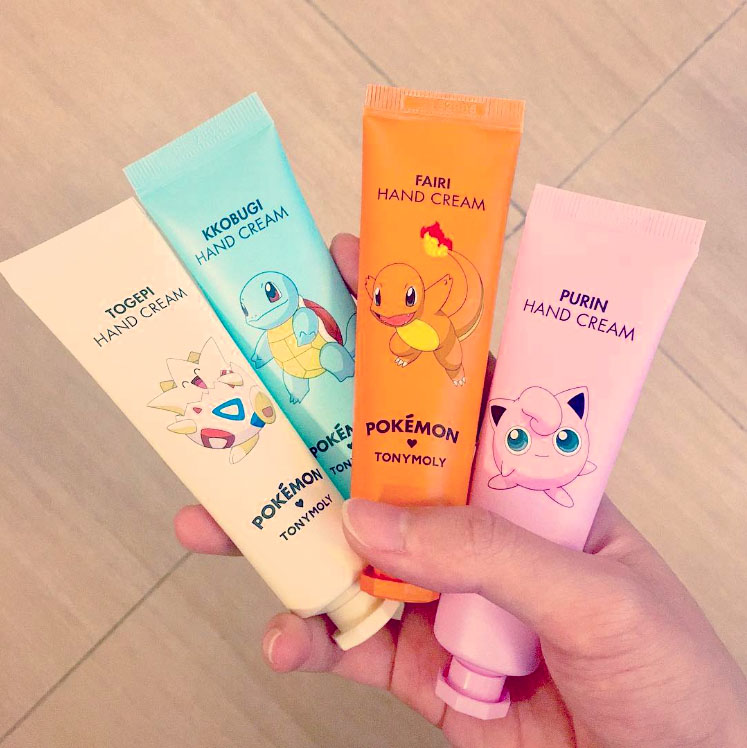 TOGEPI
HAND CREAM
POKÉMON
TONYMOLY
KKOBUGI
HAND CREAM
FAIRI
HAND CREAM
POKÉMON
TONYMOLY
PURIN
HAND CREAM